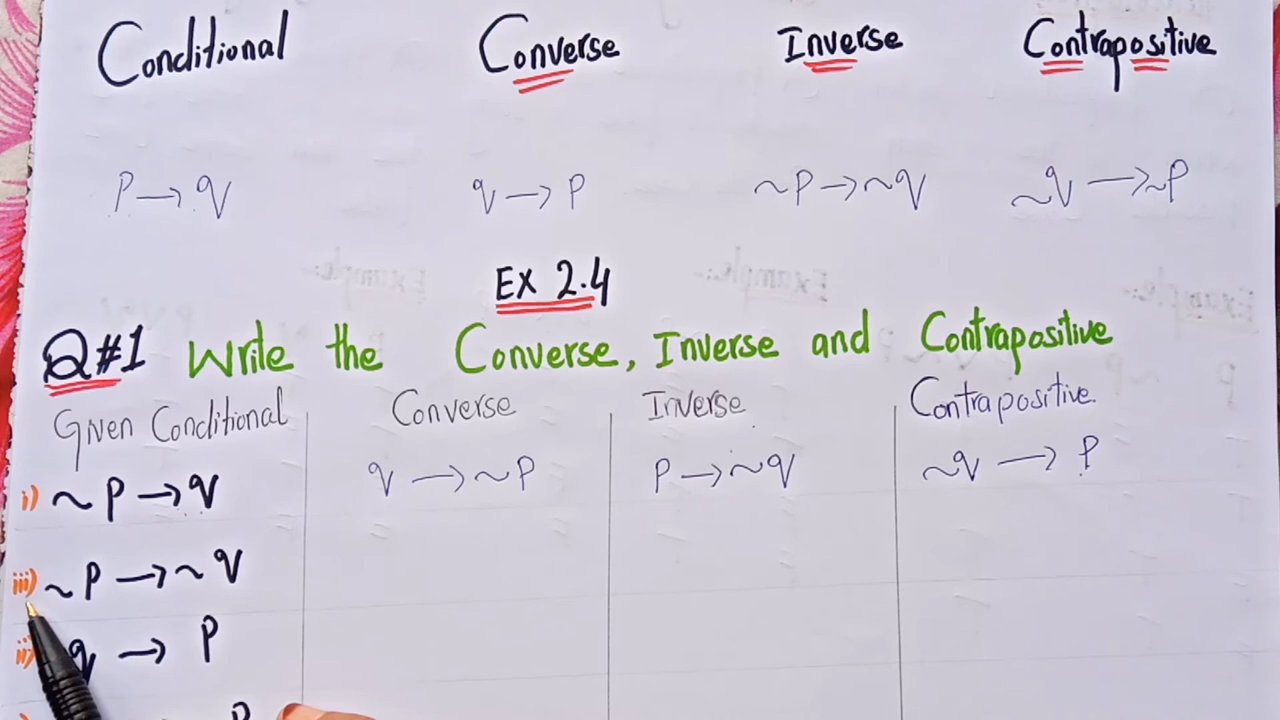 Conditional Converse Inverse Contrapositive
P → q q → P ~P → ~q ~q → ~P
Ex 2.4
Q#1 Write the Converse, Inverse and Contrapositive
Given Conditional Converse Inverse Contrapositive
i) ~P → q q → ~P P → ~q ~q → P
iii) ~P → ~q
ii) q → P
P